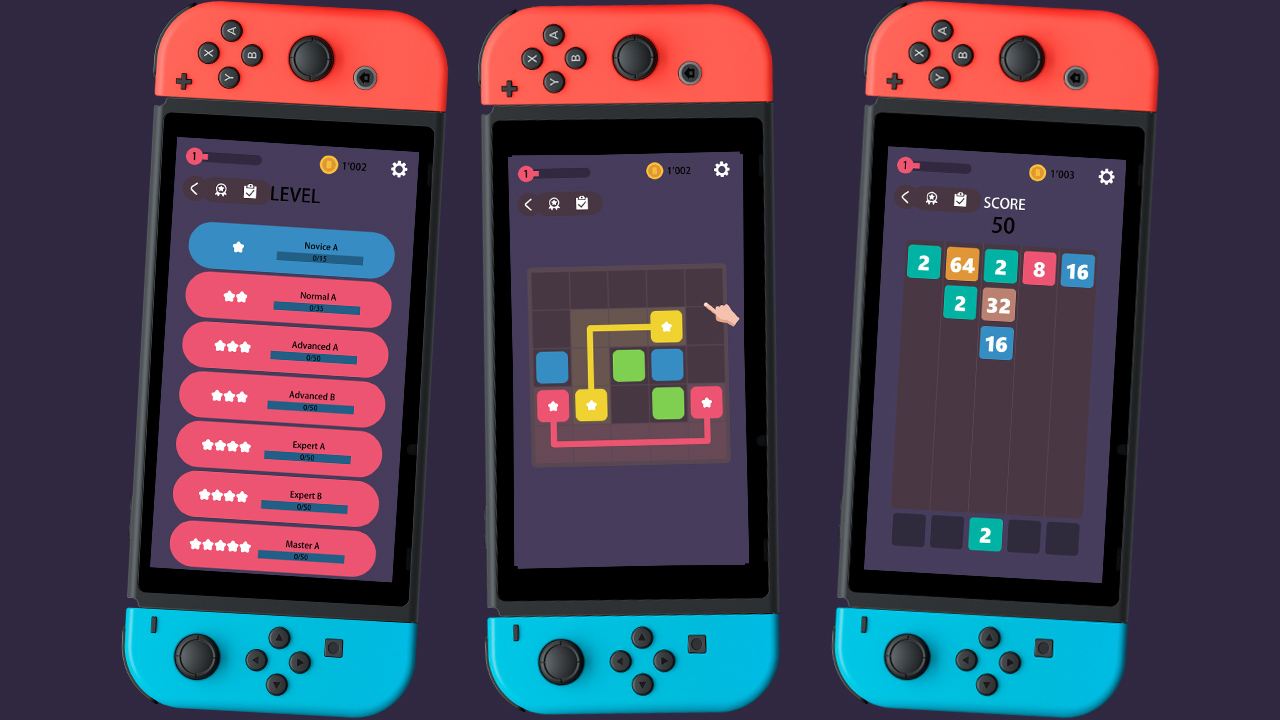 A
X
B
Y
1
1'002
LEVEL
Novice A
0/15
Normal A
0/35
Advanced A
0/50
Advanced B
0/50
Expert A
0/50
Expert B
0/50
Master A
0/50
A
X
B
Y
1
1'002
A
X
B
Y
1
1'003
SCORE
50
2 64 2 8 16
2 32
16
2